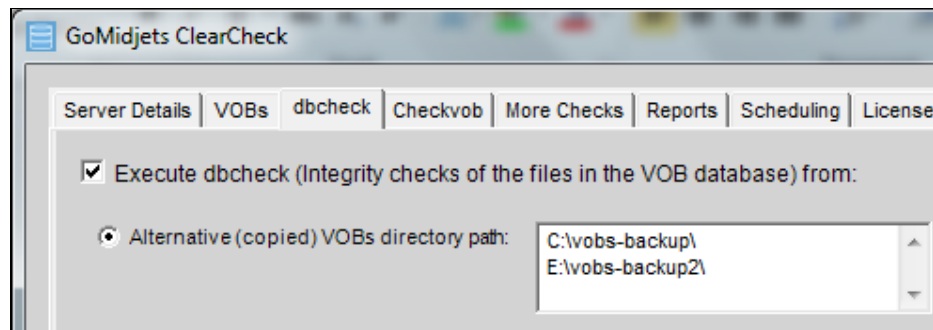 GoMidjets ClearCheck
Server Details VOBs dbcheck Checkvob More Checks Reports Scheduling License
Execute dbcheck (Integrity checks of the files in the VOB database) from:
Alternative (copied) VOBs directory path:
C:\vobs-backup\
E:\vobs-backup2\